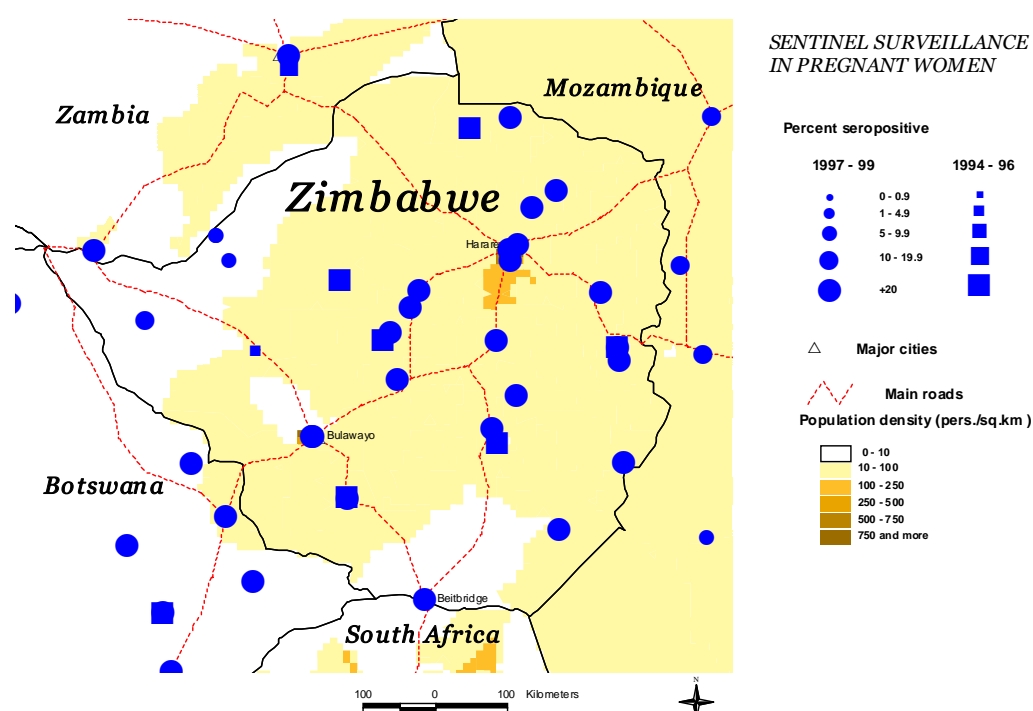 SENTINEL SURVEILLANCE
IN PREGNANT WOMEN
Mozambique
Zambia
Zimbabwe
Harare
Bulawayo
Botswana
Beitbridge
South Africa
100 0 100 Kilometers
N
Percent seropositive
1997 - 99 1994 - 96
0 - 0.9
1 - 4.9
5 - 9.9
10 - 19.9
+20
Major cities
Main roads
Population density (pers./sq.km)
0 - 10
10 - 100
100 - 250
250 - 500
500 - 750
750 and more